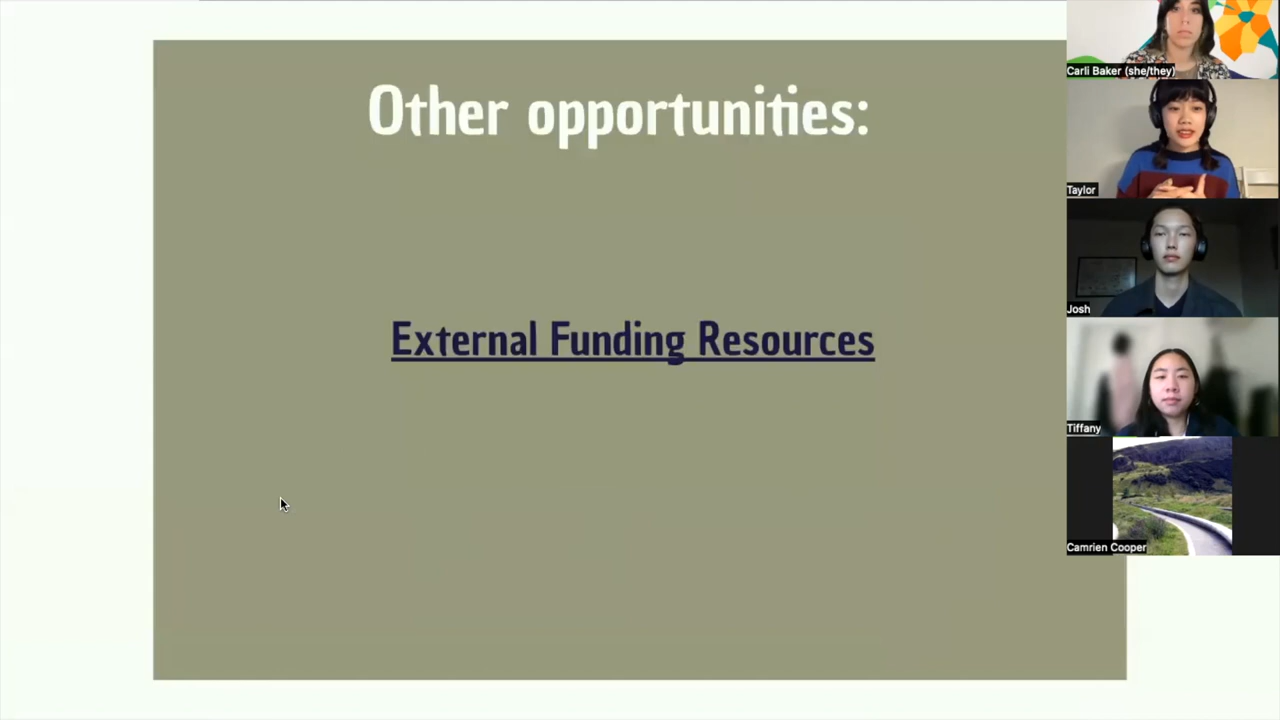 Other opportunities:
External Funding Resources
Carli Baker (she/they)
Taylor
Josh
Tiffany
Camrien Cooper